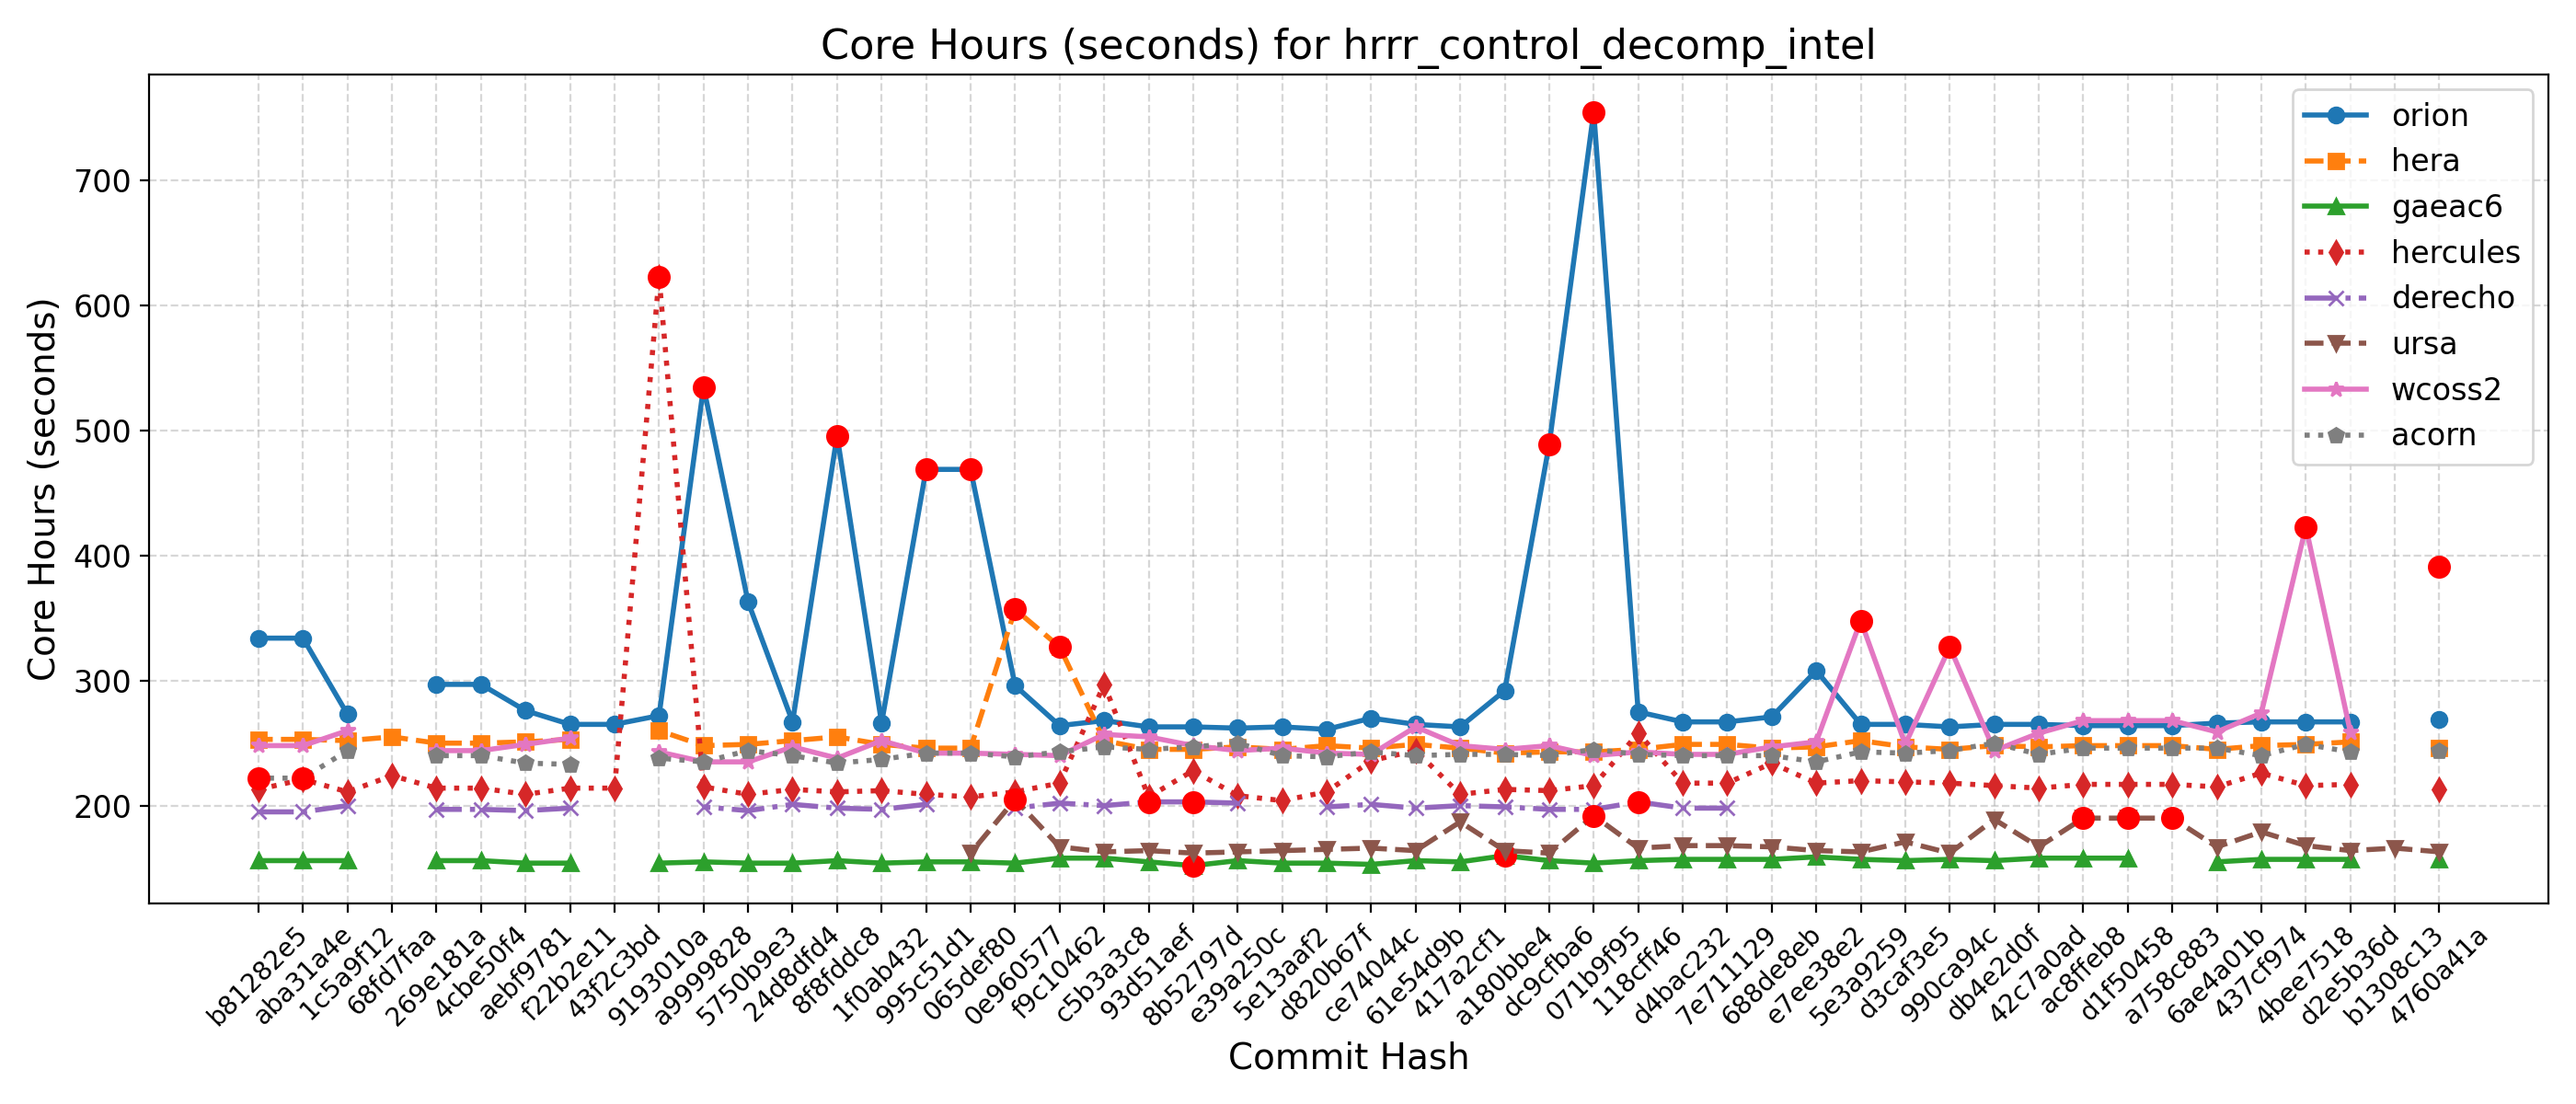 Core Hours (seconds) for hrrr_control_decomp_intel
Core Hours (seconds)
700
600
500
400
300
200
orion
hera
gaeac6
hercules
derecho
ursa
wcoss2
acorn
b81282e5
aba31a4e
1c5a9f12
68fd7faa
269e181a
4cbe50f4
aebf9781
f22b2e11
43f2c3bd
9193010a
a9999828
5750b9e3
24d8dfd4
8f8fddc8
1f0ab432
995c51d1
065def80
0e960577
f9c10462
c5b3a3c8
93d51aef
8b52797d
e39a250c
5e13aaf2
d820b67f
ce74044c
61e54d9b
417a2cf1
a180bbe4
dc9cfba6
071b9f95
118cff46
d4bac232
7e711129
688de8eb
e7ee38e2
5e3a9259
d3caf3e5
990ca94c
db4e2d0f
42c7a0ad
ac8ffeb8
d1f50458
a758c883
6ae4a01b
437cf974
4bee7518
d2e5b36d
b1308c13
4760a41a
Commit Hash